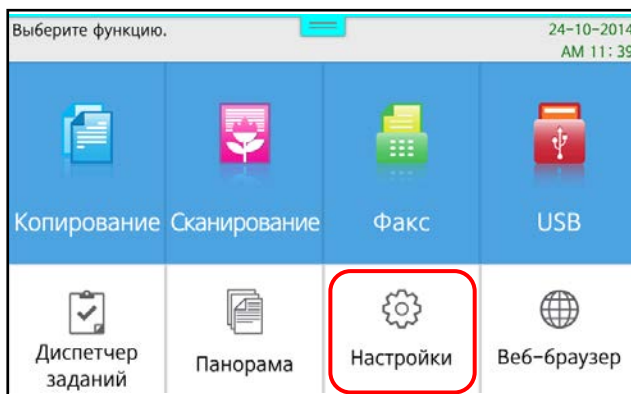 Выберите функцию.
24-10-2014
AM 11:39
Копирование
Сканирование
Факс
USB
Диспетчер
заданий
Панорама
Настройки
Веб-браузер